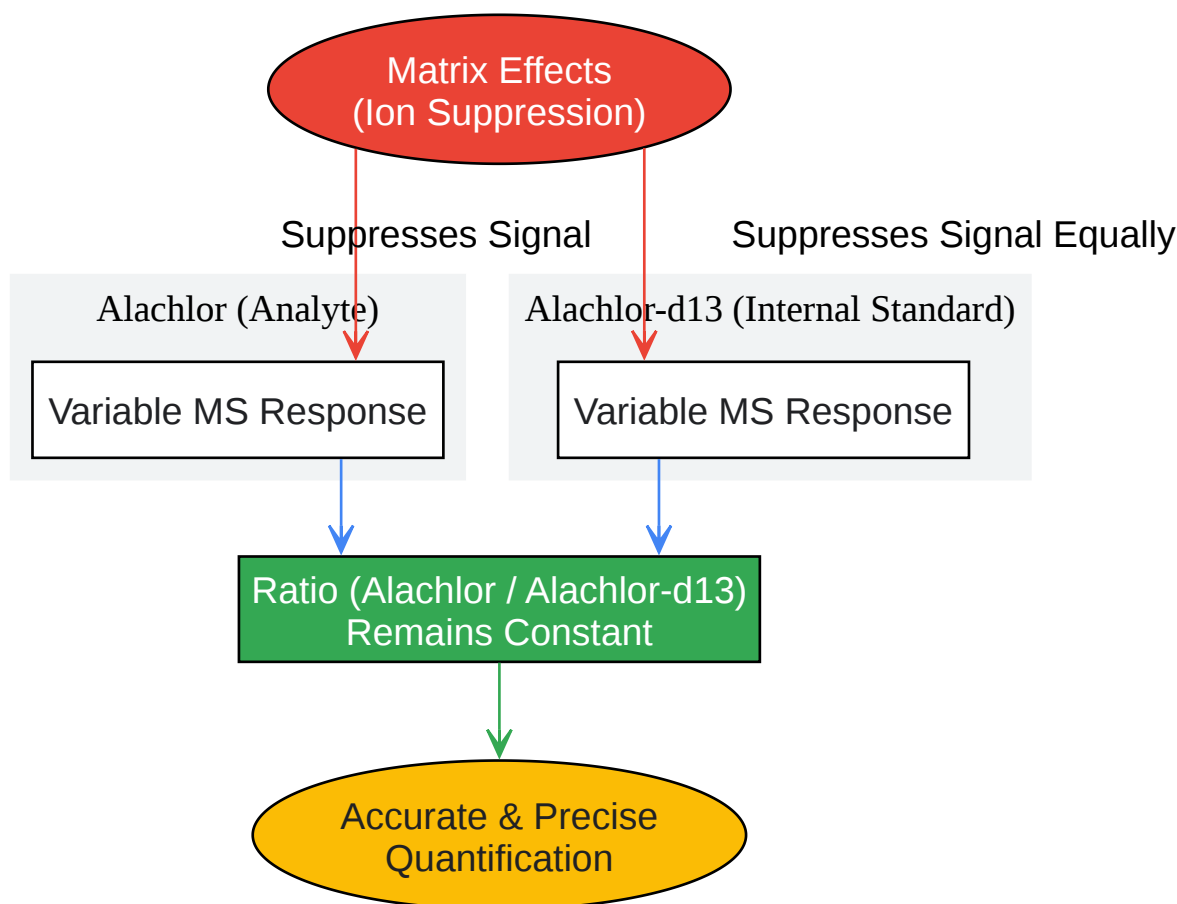 Matrix Effects
(Ion Suppression)
Suppresses Signal
Suppresses Signal Equally
Alachlor (Analyte)
Alachlor-d13 (Internal Standard)
Variable MS Response
Variable MS Response
Ratio (Alachlor / Alachlor-d13)
Remains Constant
Accurate & Precise
Quantification